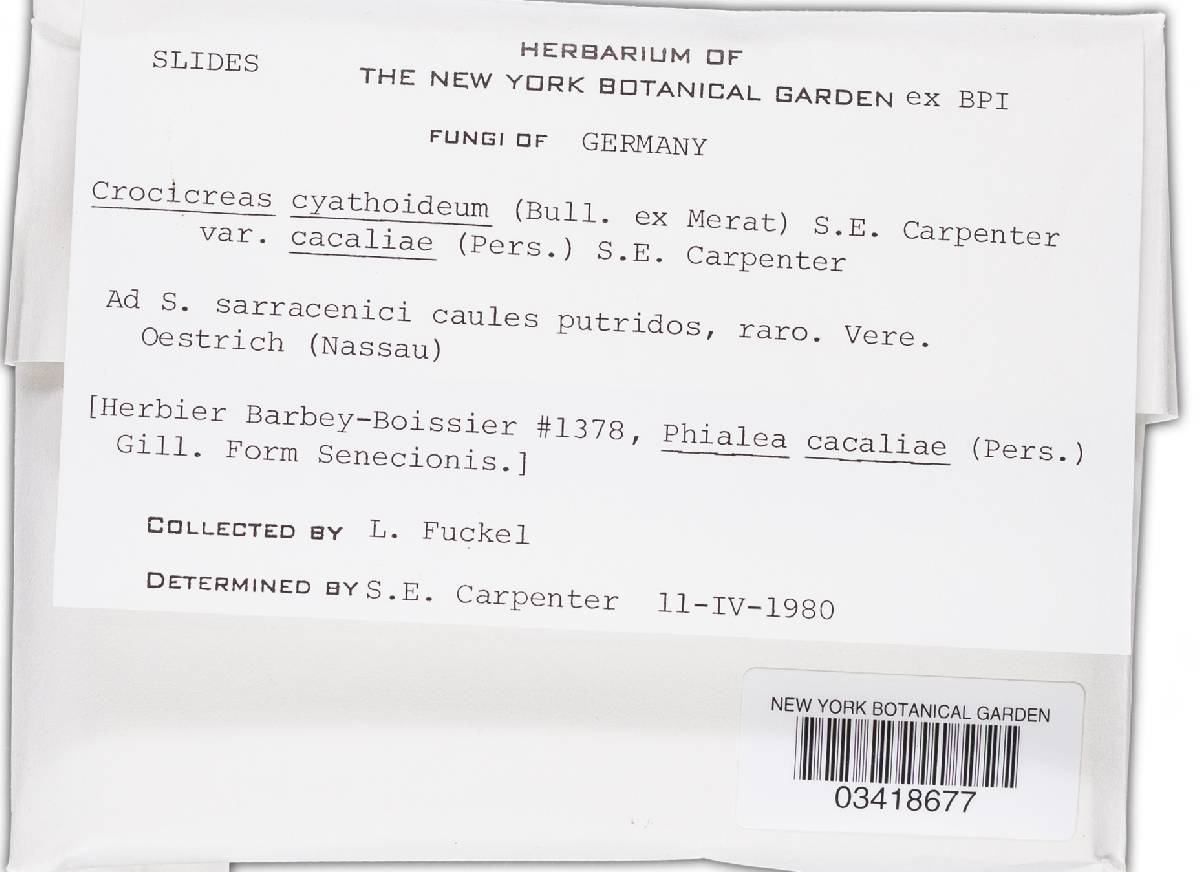 SLIDES
HERBARIUM OF
THE NEW YORK BOTANICAL GARDEN ex BPI
FUNGI OF GERMANY
Crocicreas cyathoideum (Bull. ex Merat) S.E. Carpenter
var. cacaliae (Pers.) S.E. Carpenter
Ad S. sarracenici caules putridos, raro. Vere.
Oestrich (Nassau)
[Herbier Barbey-Boissier #1378, Phialea cacaliae (Pers.)
Gill. Form Senecionis.]
COLLECTED BY L. Fuckel
DETERMINED BY S.E. Carpenter 11-IV-1980
NEW YORK BOTANICAL GARDEN
03418677